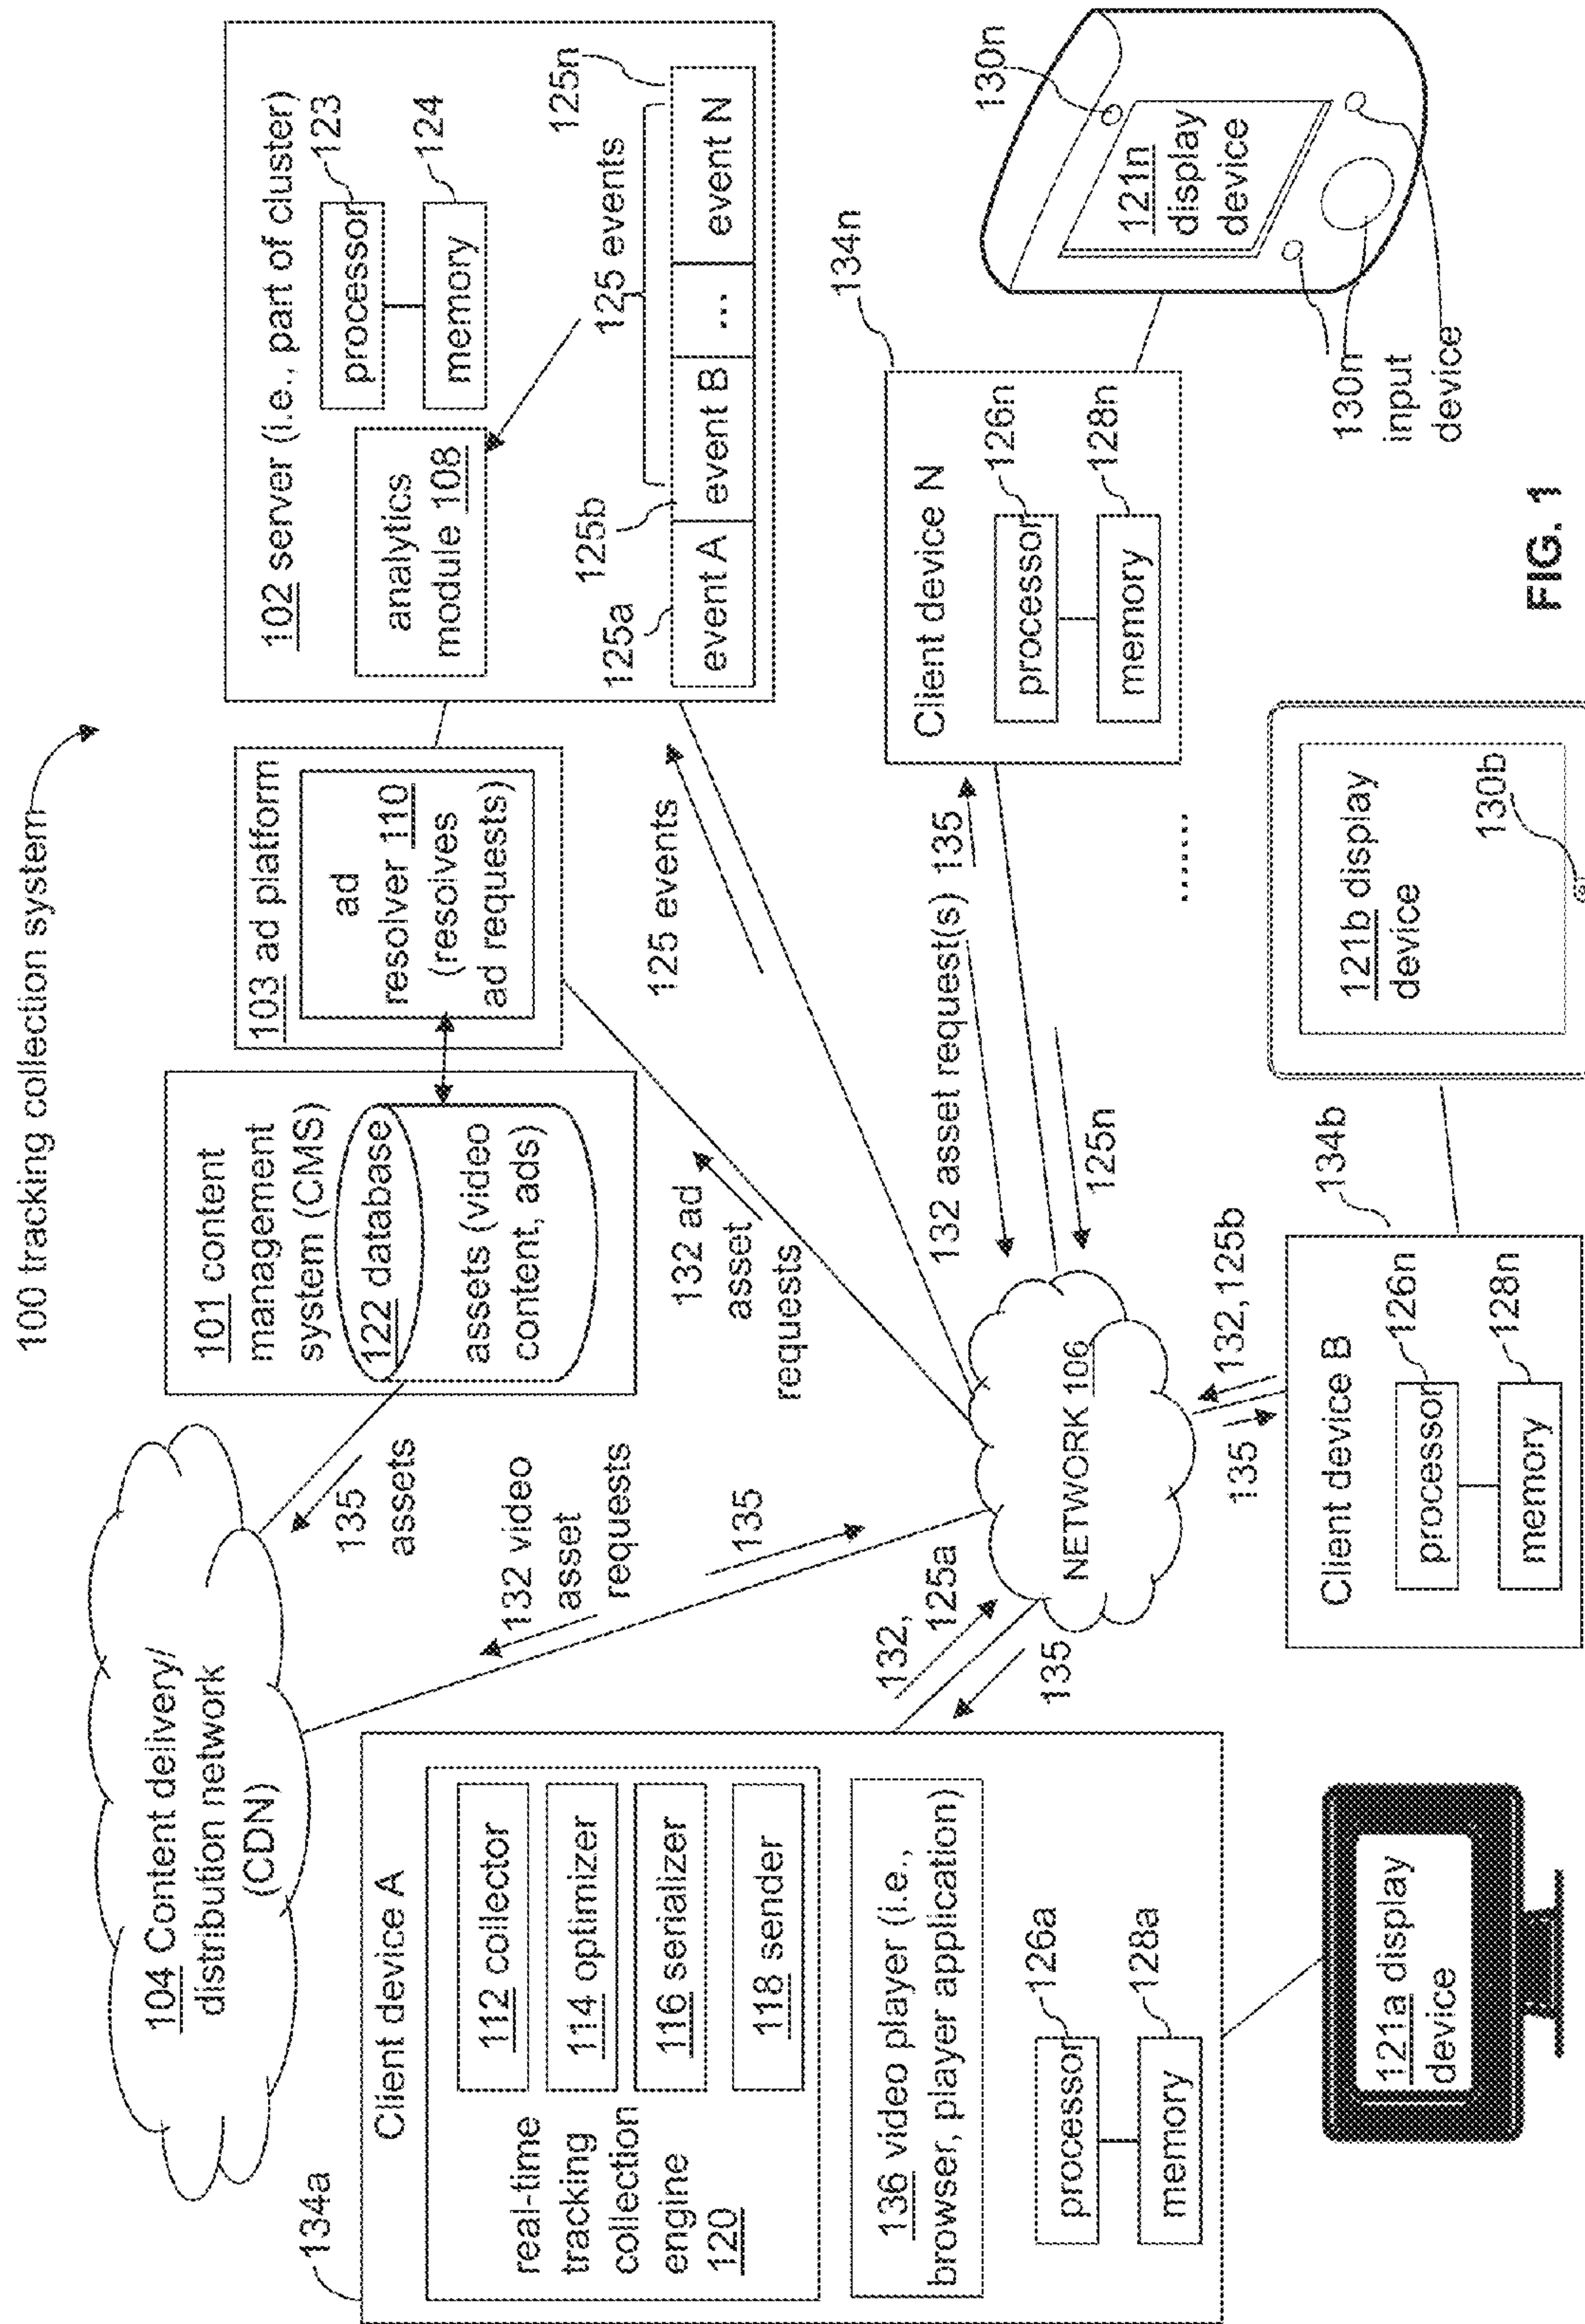 100 tracking collection system
104 Content delivery/
distribution network
(CDN)
135
assets
101 content
management
system (CMS)
122 database
assets (video
content, ads)
103 ad platform
ad
resolver 110
(resolves
ad requests)
102 server (i.e., part of cluster)
analytics
module 108
processor
123
memory
124
125 events
125a
125b
125n
event A
event B
...
event N
132 video
asset
requests
135
132 ad
asset
requests
125 events
134a
Client device A
real-time
tracking
collection
engine
120
112 collector
114 optimizer
116 serializer
118 sender
136 video player (i.e.,
browser, player application)
processor
126a
memory
128a
121a display
device
132,
125a
135
NETWORK 106
132 asset request(s)
135
125n
135
132, 125b
134b
Client device B
processor
126n
memory
128n
121b display
device
130b
.......
134n
Client device N
processor
126n
memory
128n
130n
121n
display
device
130n
input
device
FIG. 1